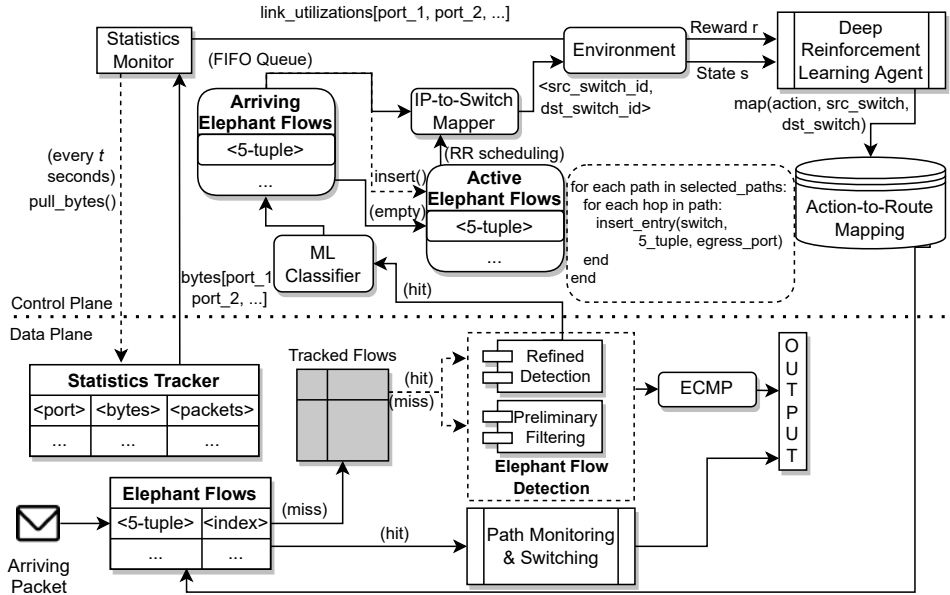 link_utilizations[port_1, port_2, ...]
Statistics
Monitor
(FIFO Queue)
Environment
Reward r
State s
Deep
Reinforcement
Learning Agent
<src_switch_id,
dst_switch_id>
map(action, src_switch,
dst_switch)
Arriving
Elephant Flows
<5-tuple>
...
IP-to-Switch
Mapper
(RR scheduling)
insert()
(empty)
Active
Elephant Flows
<5-tuple>
...
(every t
seconds)
pull_bytes()
for each path in selected_paths:
for each hop in path:
insert_entry(switch,
5_tuple, egress_port)
end
end
Action-to-Route
Mapping
ML
Classifier
bytes[port_1
port_2, ...]
(hit)
Control Plane
Data Plane
Statistics Tracker
<port> <bytes> <packets>
... ... ...
Tracked Flows
(hit)
(miss)
Refined
Detection
Preliminary
Filtering
Elephant Flow
Detection
ECMP
O
U
T
P
U
T
Elephant Flows
<5-tuple> <index>
... ...
(miss)
(hit)
Path Monitoring
& Switching
Arriving
Packet